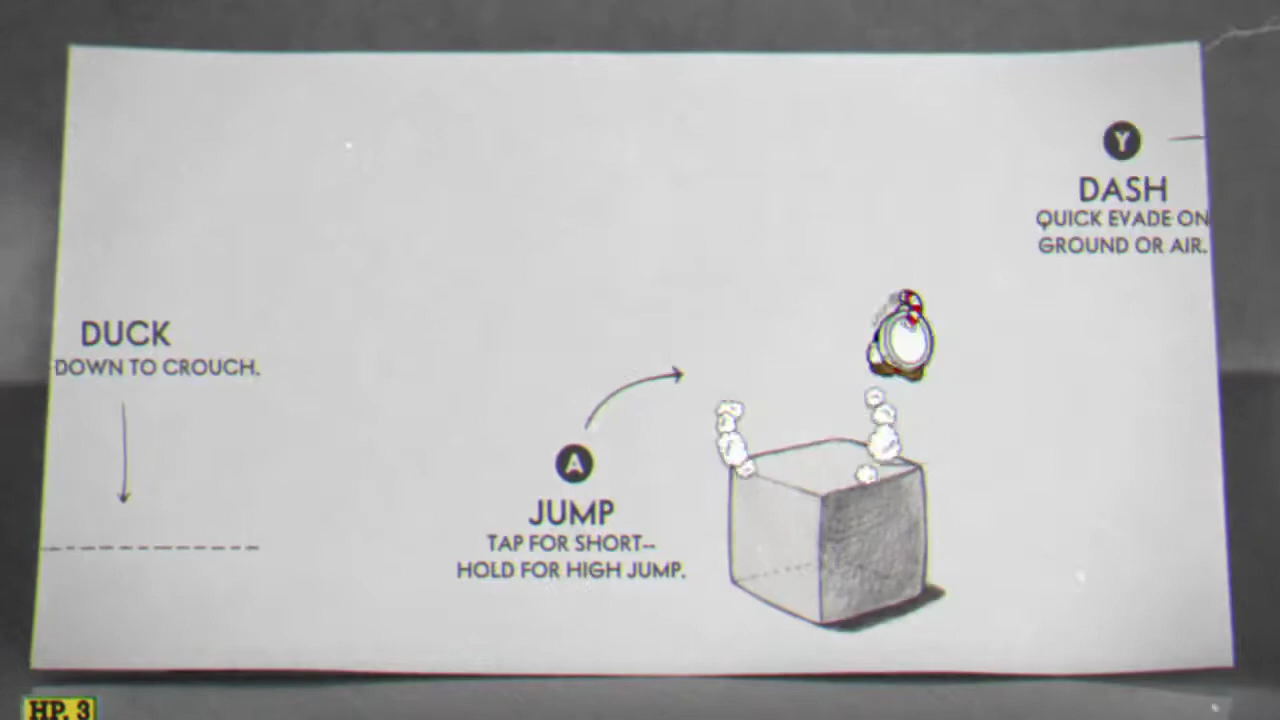 Y
DASH
QUICK EVADE ON
GROUND OR AIR.
DUCK
DOWN TO CROUCH.
A
JUMP
TAP FOR SHORT--
HOLD FOR HIGH JUMP.
HP. 3